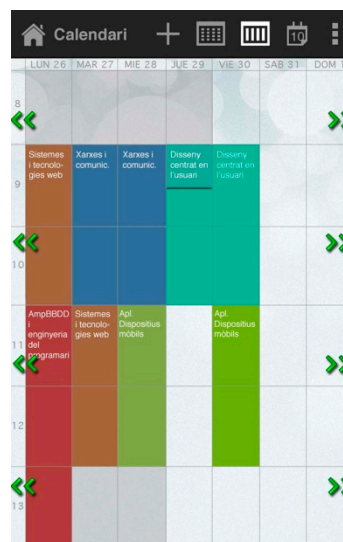 Calendari
10
LUN 26 MAR 27 MIE 28 JUE 29 VIE 30 SAB 31 DOM 1
8
Sistemes
i tecnolo-
gies web
Xarxes i
comunic.
Xarxes i
comunic.
Disseny
centrat en
l'usuari
Disseny
centrat en
l'usuari
9
10
AmpBBDD
i
enginyeria
del
programari
Sistemes
i tecnolo-
gies web
Apl.
Dispositius
mòbils
Apl.
Dispositius
mòbils
11
12
13